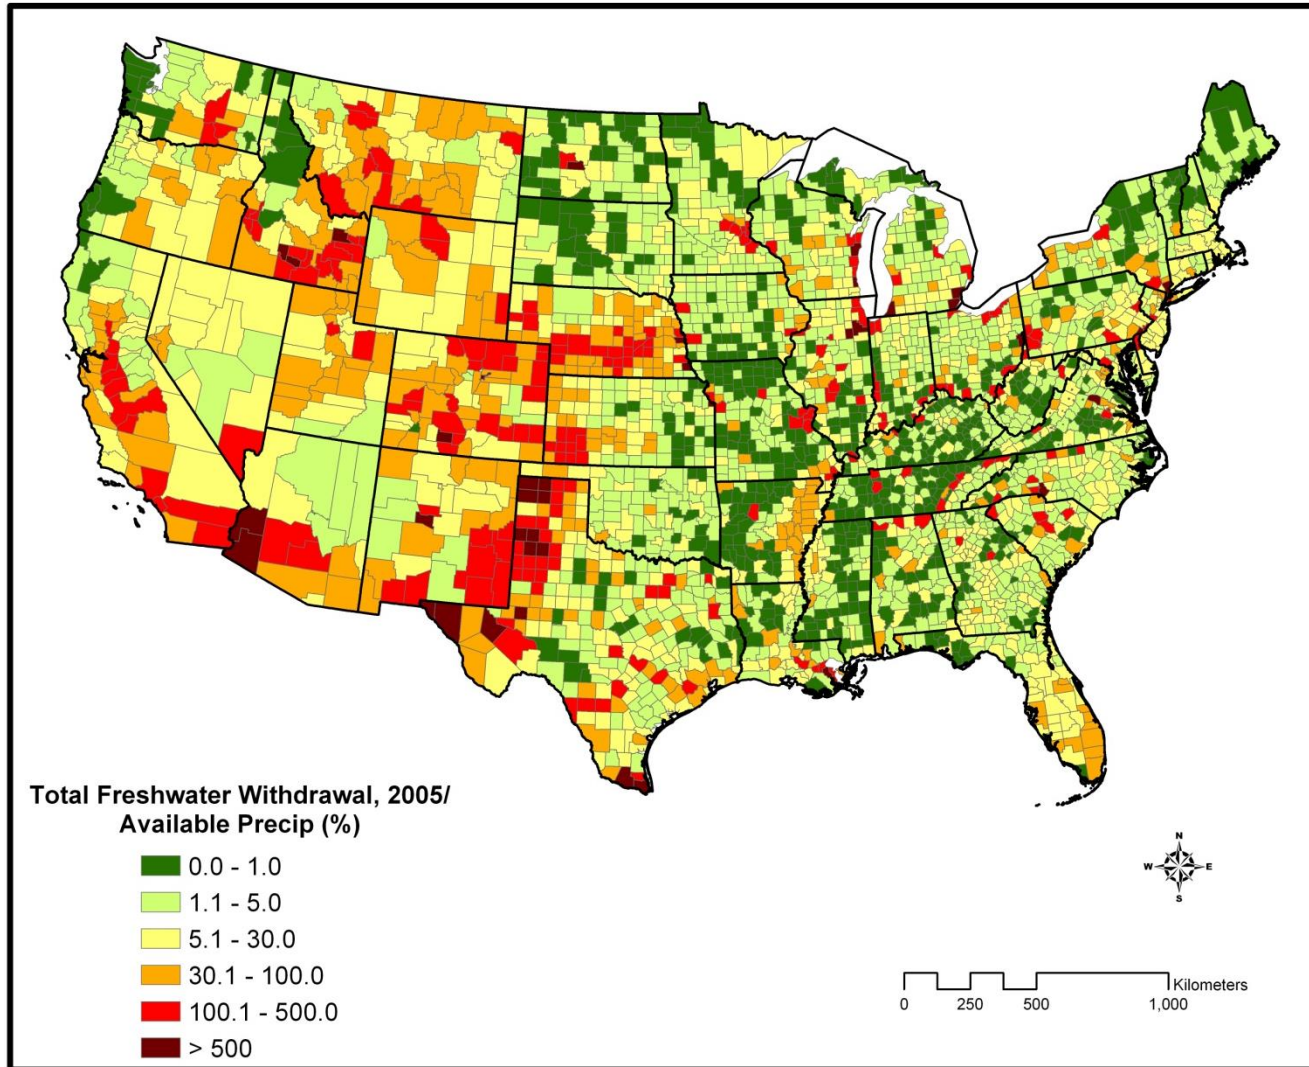 Total Freshwater Withdrawal, 2005/
Available Precip (%)
0.0 - 1.0
1.1 - 5.0
5.1 - 30.0
30.1 - 100.0
100.1 - 500.0
> 500
N
W E
S
Kilometers
0 250 500 1,000